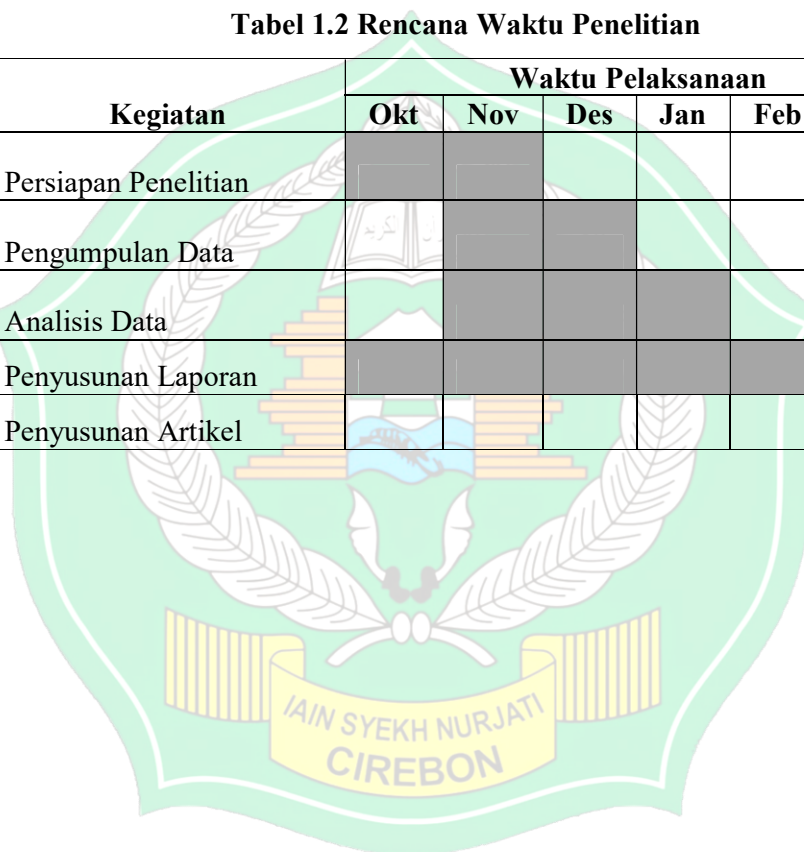 Tabel 1.2 Rencana Waktu Penelitian
Waktu Pelaksanaan
Kegiatan Okt Nov Des Jan Feb
Persiapan Penelitian
Pengumpulan Data
Analisis Data
Penyusunan Laporan
Penyusunan Artikel
IAIN SYEKH NURJATI
CIREBON